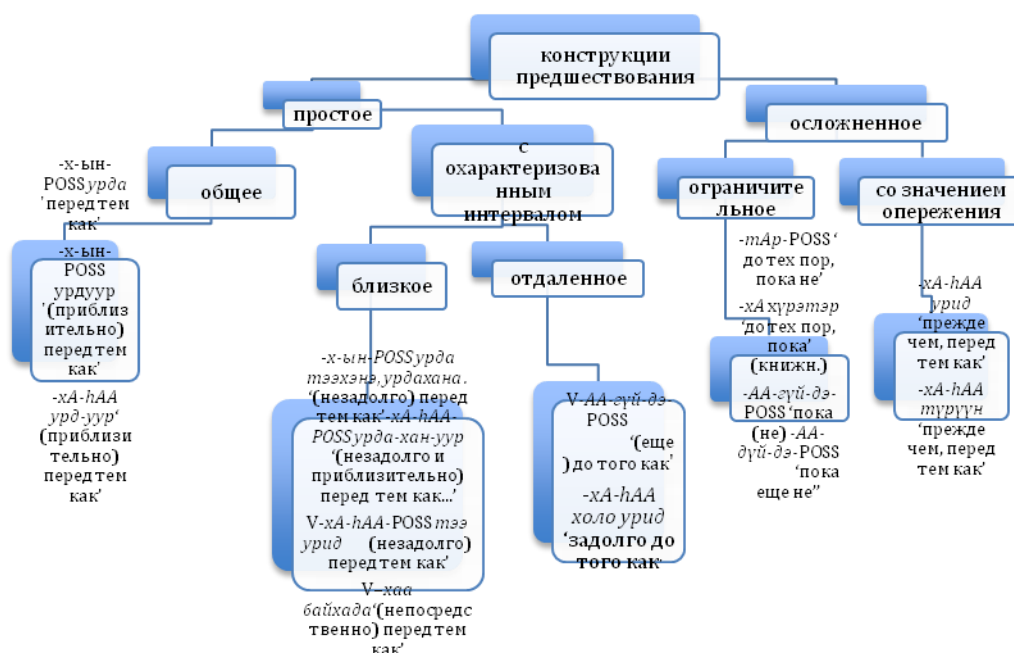 конструкции
предшествования
простое
осложненное
общее
с
охарактеризова
нным
интервалом
ограничите
льное
со значением
опережения
близкое
отдаленное
-х-ын-
POSS урда
'перед тем
как'
-х-ын-
POSS
урдуур
'(приблиз
ительно)
перед тем
как'
-хА-hАА
урд-уур‘
(приблизи
тельно)
перед тем
как’
-х-ын-POSS урда
тээхэнэ, урдахана.
‘(незадолго) перед
тем как’ -хА-hАА-
POSS урда-хан-уур
‘(незадолго и
приблизительно)
перед тем как…’
V-хА-hАА-POSS тээ
урид (незадолго)
перед тем как’
V–хаа
байхада‘(непосредс
твенно) перед тем
как’
V-АА-гүй-дэ-
POSS ‘(еще
) до того как’
-хА-hАА
холо урид
‘задолго до
того как’
-тАр-POSS‘
до тех пор,
пока не’
-хА хүрэтэр
‘до тех пор,
пока’
(книжн.)
-АА-гүй-дэ-
POSS ‘пока
(не) -АА-
дүй-дэ-POSS
‘пока
еще не”
-хА-hАА
урид
‘прежде
чем, перед
тем как’
-хА-hАА
түрүүн
‘прежде
чем, перед
тем как’